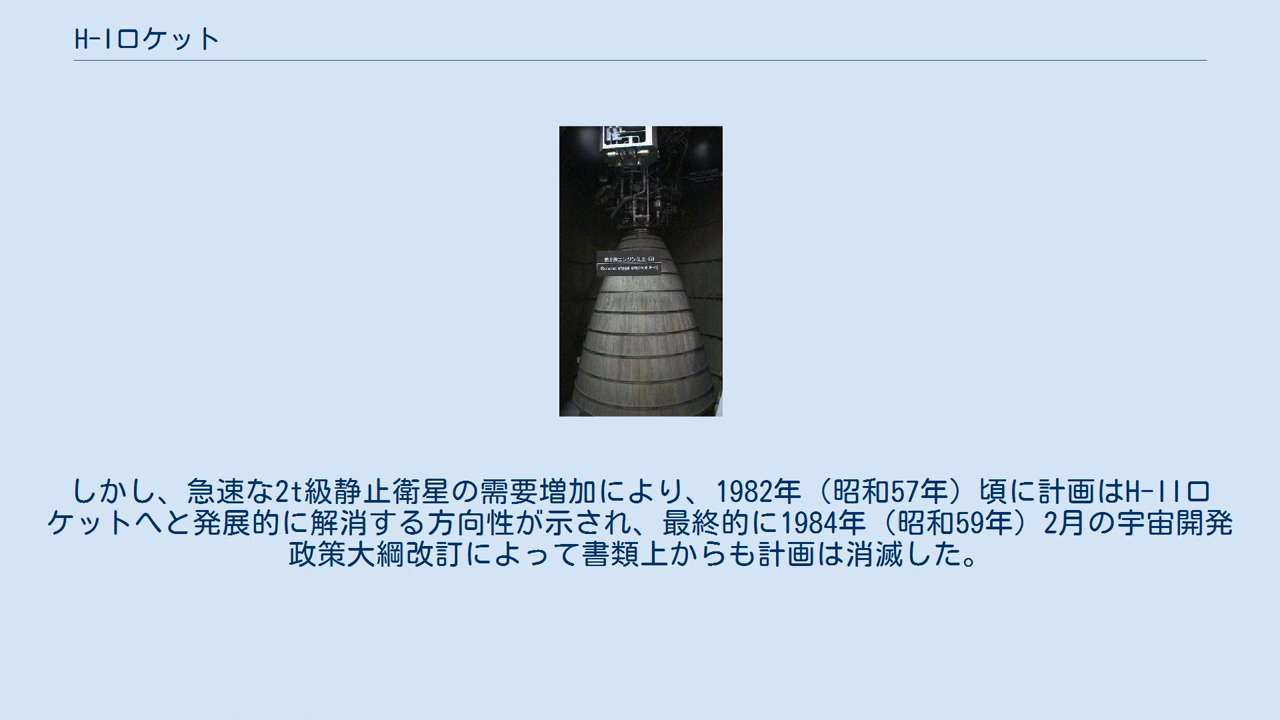 H-Iロケット
しかし、急速な2t級静止衛星の需要増加により、1982年（昭和57年）頃に計画はH-IIロ
ケットへと発展的に解消する方向性が示され、最終的に1984年（昭和59年）2月の宇宙開発
政策大綱改訂によって書類上からも計画は消滅した。